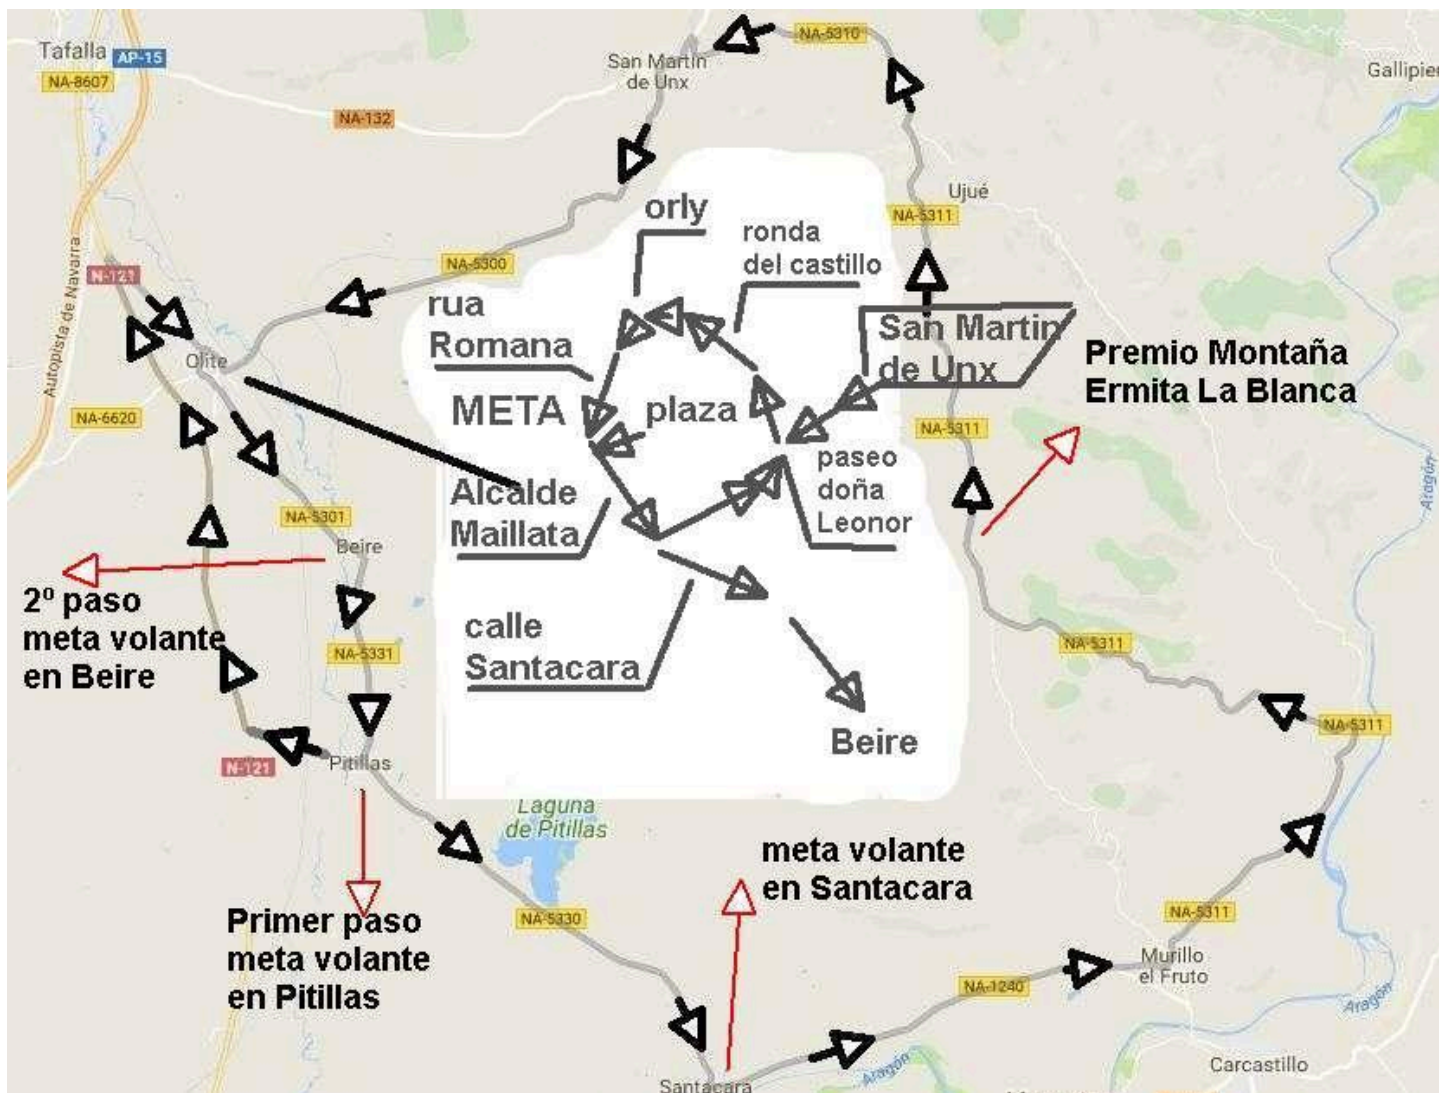 NA-5310
Tafalla
AP-15
San Martín
de Unx
NA-8607
Gallipie
NA-132
Ujué
orly
NA-5311
ronda
del castillo
Autopista de Navarra
NA-5300
N-121
rua
Romana
San Martin
de Unx
Premio Montaña
Ermita La Blanca
Olite
META
plaza
NA-6620
NA-5311
paseo
doña
Leonor
Alcalde
Maillata
Aragón
NA-5301
Beire
2º paso
meta volante
en Beire
calle
Santacara
NA-5331
NA-5311
NA-5311
Beire
Pitillas
N-121
Laguna
de Pitillas
meta volante
en Santacara
Primer paso
meta volante
en Pitillas
NA-5330
NA-5311
Murillo
el Fruto
NA-1240
Aragón
Aragón
Carcastillo
Santacara